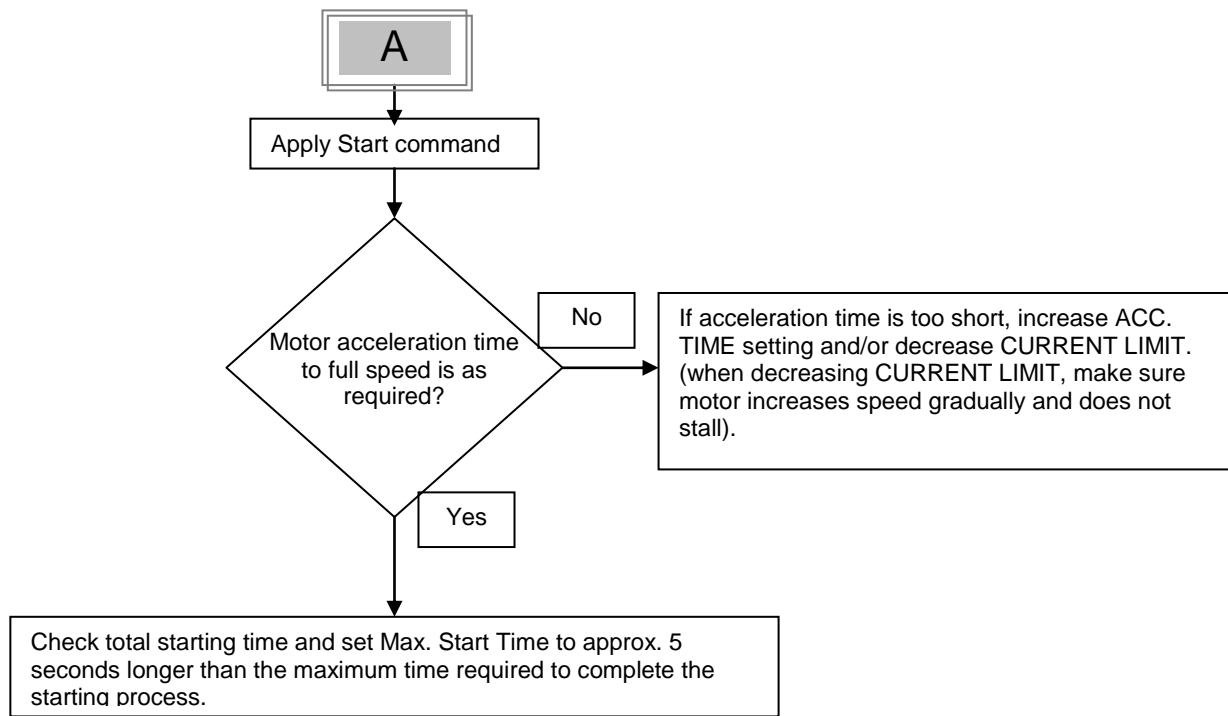 A
Apply Start command
Motor acceleration time
to full speed is as
required?
No
If acceleration time is too short, increase ACC.
TIME setting and/or decrease CURRENT LIMIT.
(when decreasing CURRENT LIMIT, make sure
motor increases speed gradually and does not
stall).
Yes
Check total starting time and set Max. Start Time to approx. 5
seconds longer than the maximum time required to complete the
starting process.